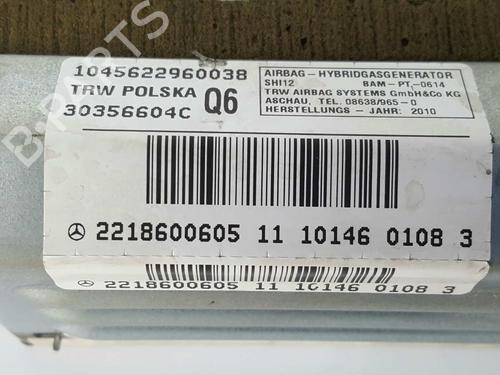 B-PARTS
1045622960038
TRW POLSKA Q6
30356604C
AIRBAG - HYBRIDGASGENERATOR
SHI12 BAM-PT.-0614
TRW AIRBAG SYSTEMS GmbH&Co KG
ASCHAU, TEL. 08638/965-0
HERSTELLUNGS - JAHR: 2010
2218600605 11 10146 0108 3
2218600605 11 10146 0108 3